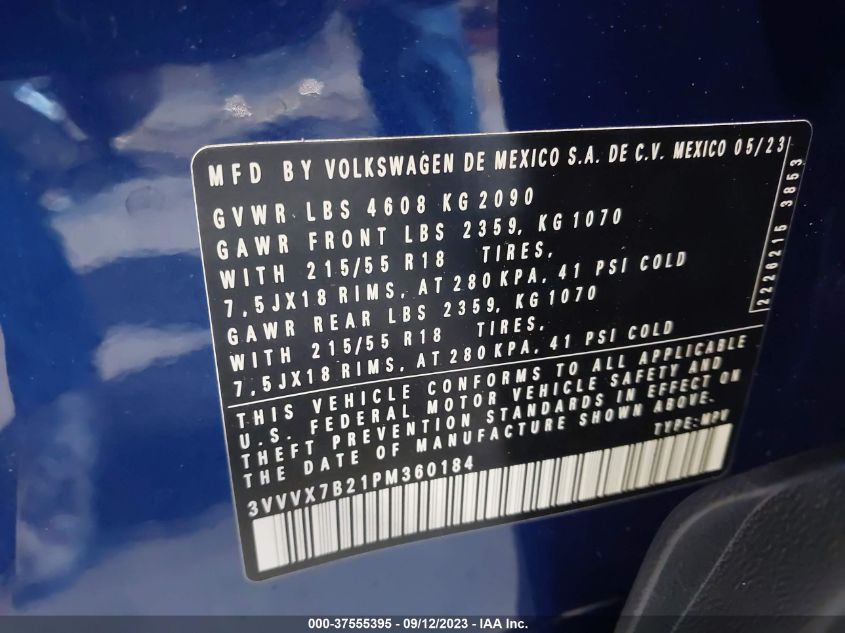 MFD BY VOLKSWAGEN DE MEXICO S.A. DE C.V. MEXICO 05/23
GVWR LBS 4608 KG 2090
GAWR FRONT LBS 2359, KG 1070
WITH 215/55 R18 TIRES,
7,5JX18 RIMS, AT 280 KPA, 41 PSI COLD
GAWR REAR LBS 2359, KG 1070
WITH 215/55 R18 TIRES,
7,5JX18 RIMS, AT 280 KPA, 41 PSI COLD
2226215 3853
THIS VEHICLE CONFORMS TO ALL APPLICABLE
U.S. FEDERAL MOTOR VEHICLE SAFETY AND
THEFT PREVENTION STANDARDS IN EFFECT ON
THE DATE OF MANUFACTURE SHOWN ABOVE.
TYPE:MPV
3VVVX7B21PM360184
000-37555395 - 09/12/2023 - IAA Inc.